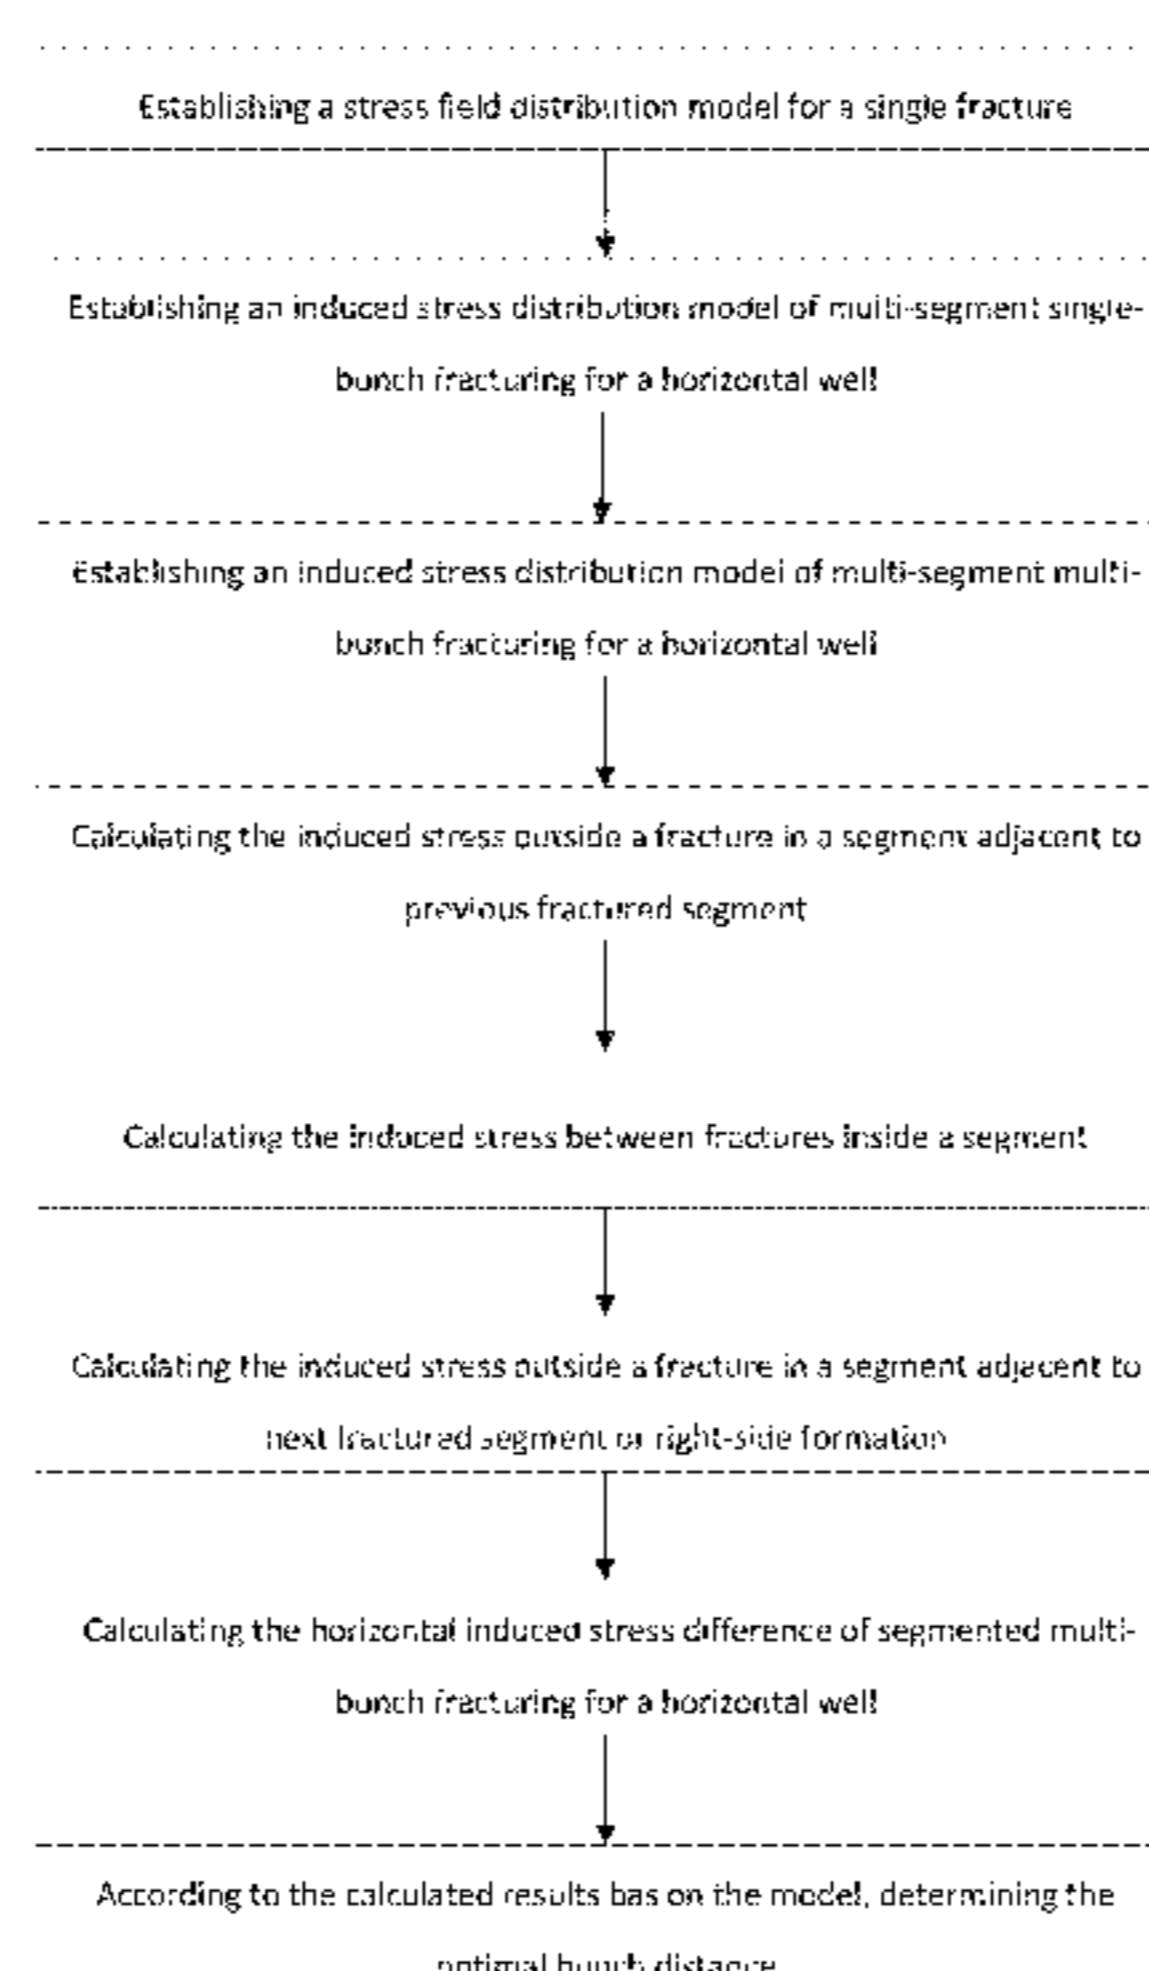 Establishing a stress field distribution model for a single fracture
Establishing an induced stress distribution model of multi-segment single-
bunch fracturing for a horizontal well
Establishing an induced stress distribution model of multi-segment multi-
bunch fracturing for a horizontal well
Calculating the induced stress outside a fracture in a segment adjacent to
previous fractured segment
Calculating the induced stress between fractures inside a segment
Calculating the induced stress outside a fracture in a segment adjacent to
next fractured segment or right-side formation
Calculating the horizontal induced stress difference of segmented multi-
bunch fracturing for a horizontal well
According to the calculated results bas on the model, determining the
optimal bunch distance